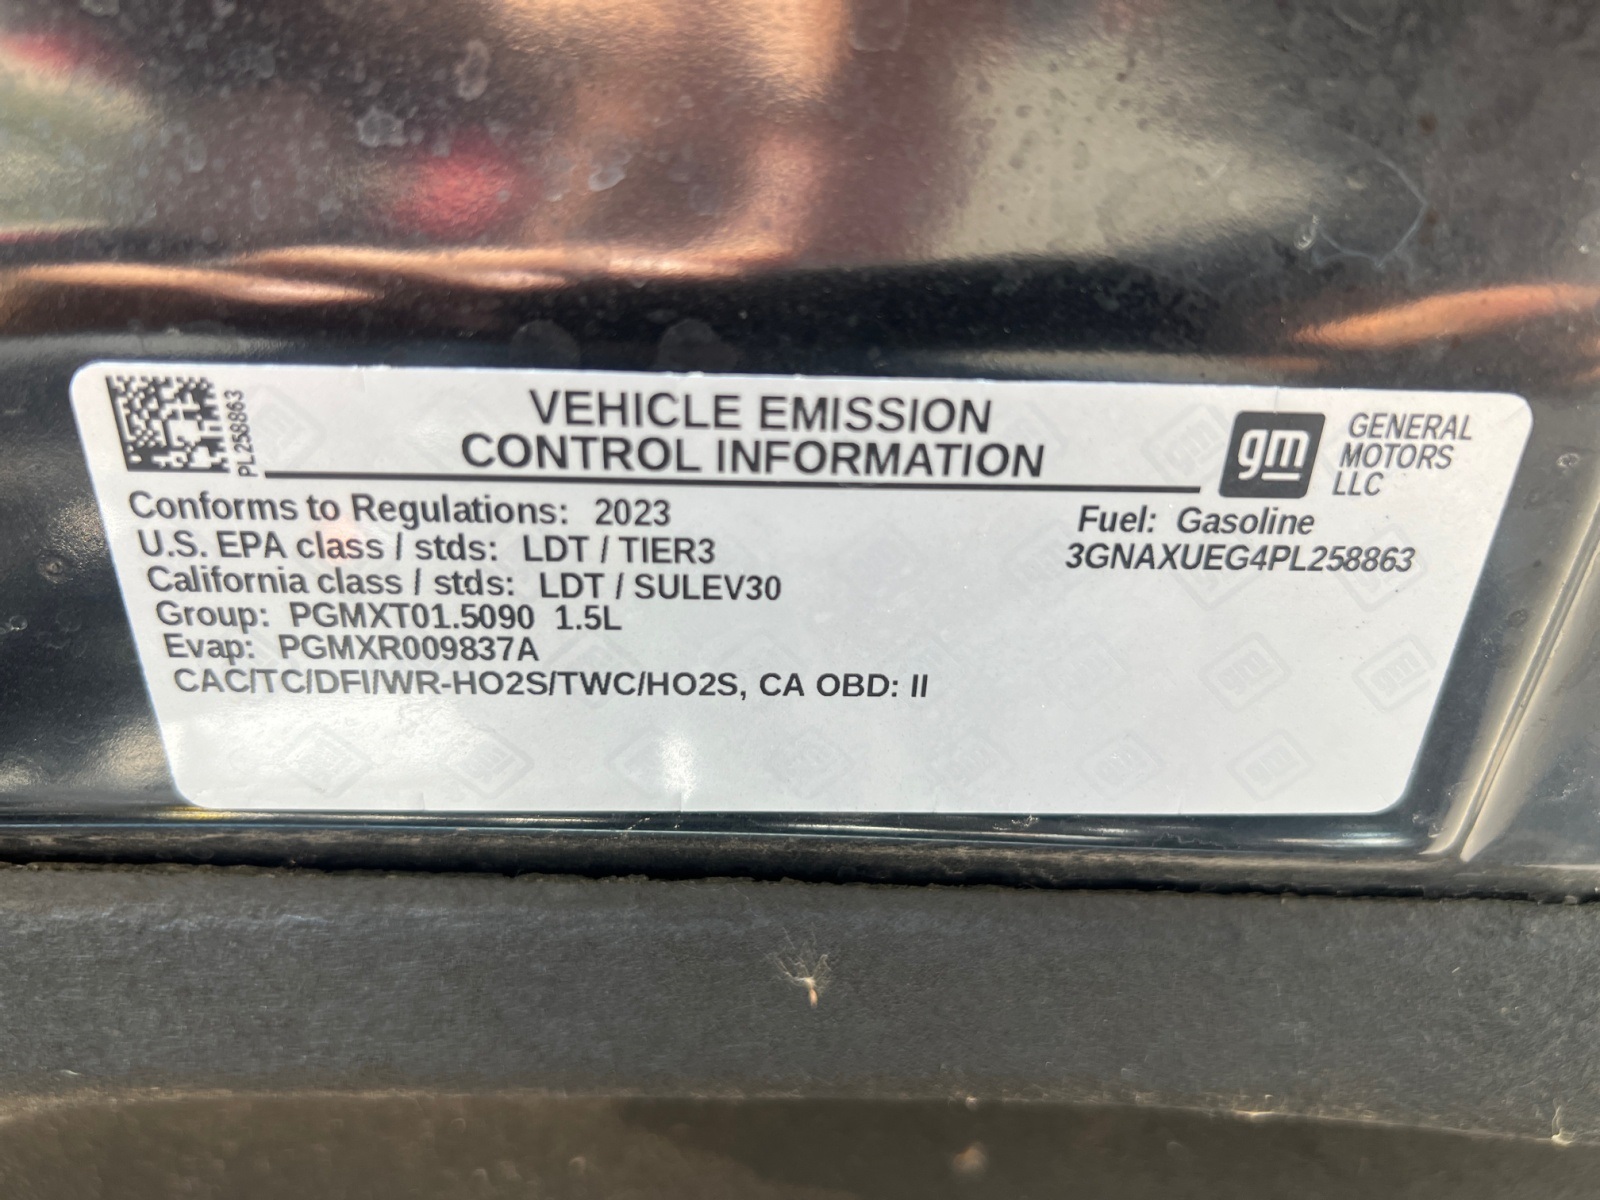 PL258863
VEHICLE EMISSION
CONTROL INFORMATION
gm
GENERAL
MOTORS
LLC
Conforms to Regulations: 2023
U.S. EPA class / stds: LDT / TIER3
California class / stds: LDT / SULEV30
Group: PGMXT01.5090 1.5L
Evap: PGMXR009837A
CAC/TC/DFI/WR-HO2S/TWC/HO2S, CA OBD: II
Fuel: Gasoline
3GNAXUEG4PL258863